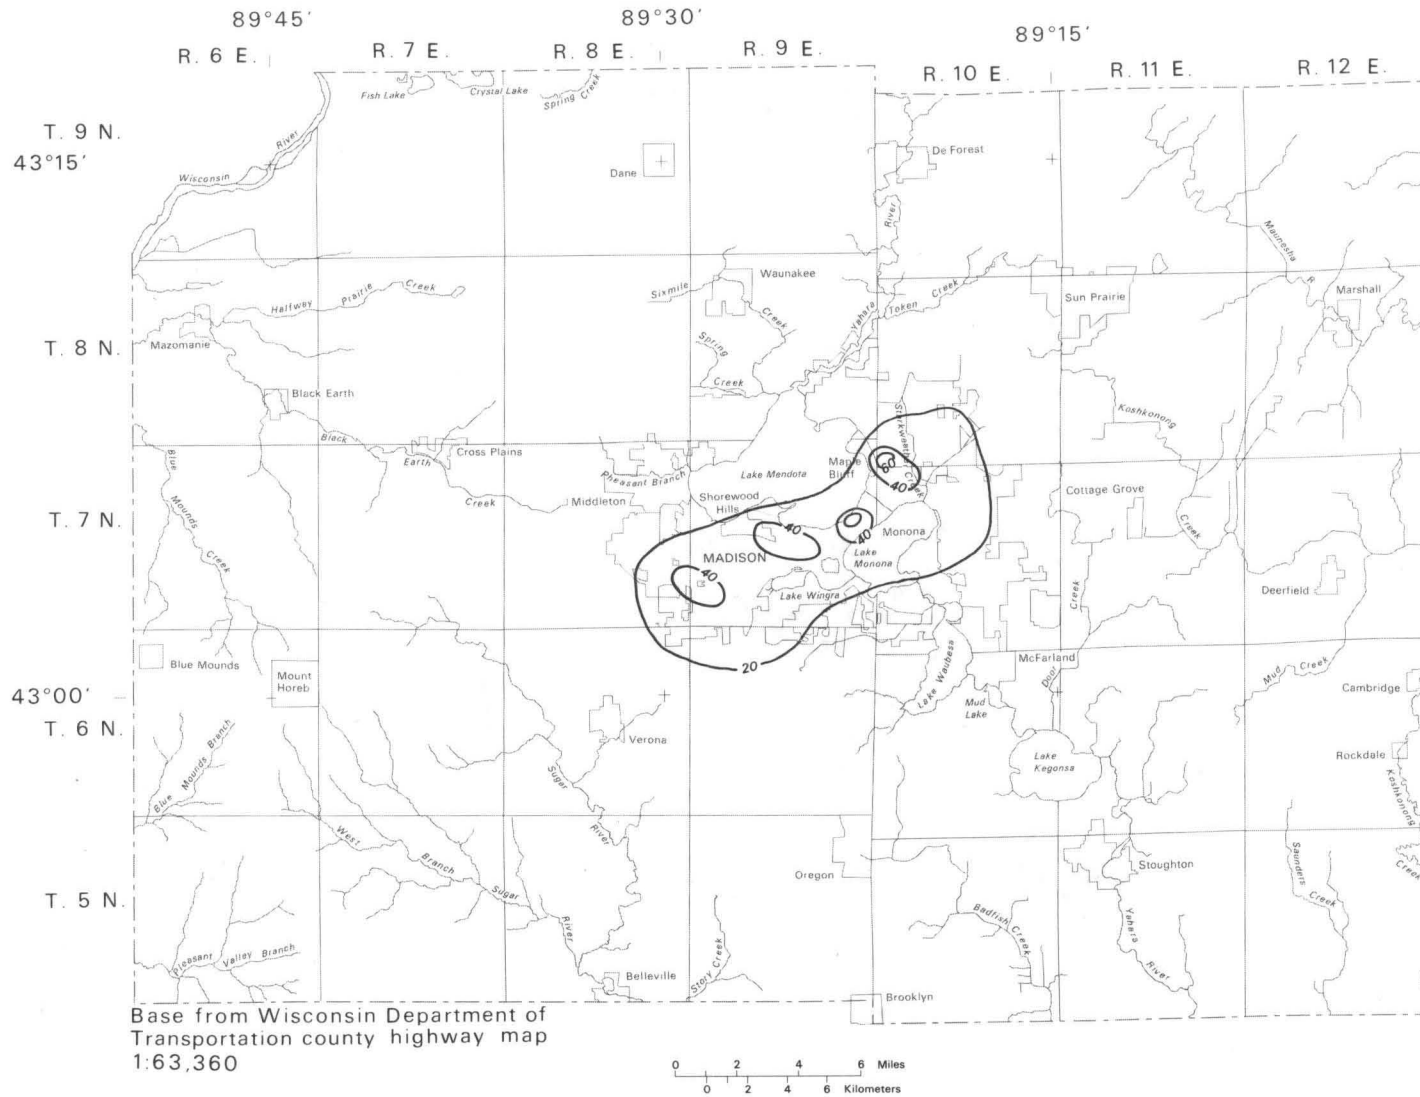 89°45′
89°30′
89°15′
R. 6 E.
R. 7 E.
R. 8 E.
R. 9 E.
R. 10 E.
R. 11 E.
R. 12 E.
Fish Lake
Crystal Lake
Spring Creek
T. 9 N.
43°15′
Wisconsin River
Dane
De Forest
River
Maunesha
R
Waunakee
Sixmile
Creek
Halfway Prairie Creek
Yahara
Token Creek
Sun Prairie
Marshall
Mazomanie
T. 8 N.
Spring
Creek
Black Earth
Starkweather Creek
Koshkonong
Black
Earth
Creek
Cross Plains
Blue
Mounds
Creek
Pheasant Branch
Lake Mendota
Maple
Bluff
60
40
Middleton
Shorewood
Hills
Cottage Grove
Creek
T. 7 N.
40
40
Monona
MADISON
Lake
Monona
40
Lake Wingra
Creek
Deerfield
Blue Mounds
Mount
Horeb
20
Lake Waubesa
McFarland
Door
Mud Creek
43°00′
Mud
Lake
Cambridge
T. 6 N.
Blue Mounds Branch
Verona
Sugar
River
Lake
Kegonsa
Rockdale
Koshkonong
Creek
West
Branch
Sugar
River
Oregon
Stoughton
Saunders
Creek
T. 5 N.
Badfish Creek
Yahara
River
Pleasant Valley Branch
Belleville
Story Creek
Brooklyn
Base from Wisconsin Department of
Transportation county highway map
1:63,360
0 2 4 6 Miles
0 2 4 6 Kilometers